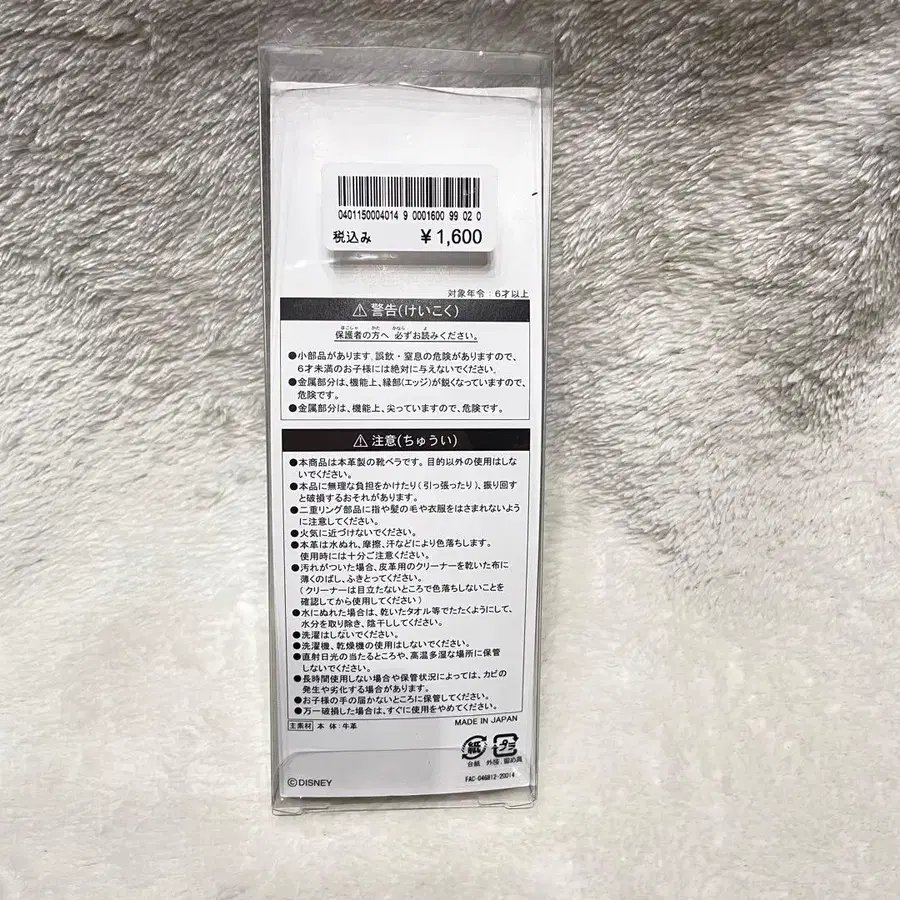 0401150004014 9 0001600 99 02 0
税込み ¥1,600
対象年令：6才以上
⚠警告(けいこく)
保護者の方へ 必ずお読みください。
●小部品があります。誤飲・窒息の危険がありますので、
6才未満のお子様には絶対に与えないでください。
●金属部分は、機能上、縁部(エッジ)が鋭くなっていますので、
危険です。
●金属部分は、機能上、尖っていますので、危険です。
⚠注意(ちゅうい)
●本商品は本革製の靴ベラです。目的以外の使用はしな
いでください。
●本品に無理な負担をかけたり(引っ張ったり)、振り回す
と破損するおそれがあります。
●二重リング部品に指や髪の毛や衣服をはさまれないよう
に注意してください。
●火気に近づけないでください。
●本革は水ぬれ、摩擦、汗などにより色落ちします。
使用時には十分ご注意ください。
●汚れがついた場合、皮革用のクリーナーを乾いた布に
薄くのばし、ふきとってください。
(クリーナーは目立たないところで色落ちしないことを
確認してから使用してください)
●水にぬれた場合は、乾いたタオル等でたたくようにして、
水分を取り除き、陰干ししてください。
●洗濯はしないでください。
●洗濯機、乾燥機の使用はしないでください。
●直射日光の当たるところや、高温多湿な場所に保管
しないでください。
●長時間使用しない場合や保管状況によっては、カビの
発生や劣化する場合があります。
●お子様の手の届かないところに保管してください。
●万一破損した場合は、すぐに使用をやめてください。
主素材 本 体：牛革
MADE IN JAPAN
紙 プラ
台紙 外袋、留め具
©DISNEY
FAC-046812-20014